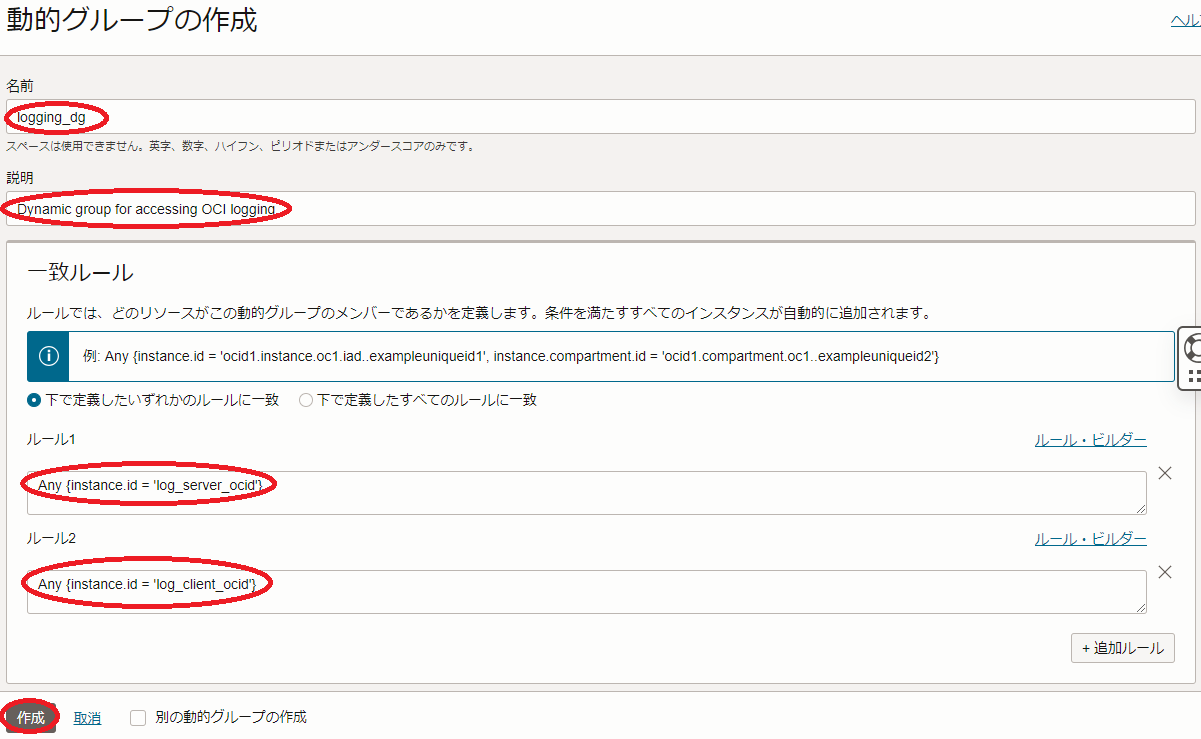 動的グループの作成
ヘル
名前
logging_dg
スペースは使用できません。英字、数字、ハイフン、ピリオドまたはアンダースコアのみです。
説明
Dynamic group for accessing OCI logging
一致ルール
ルールでは、どのリソースがこの動的グループのメンバーであるかを定義します。条件を満たすすべてのインスタンスが自動的に追加されます。
例: Any {instance.id = 'ocid1.instance.oc1.iad..exampleuniqueid1', instance.compartment.id = 'ocid1.compartment.oc1..exampleuniqueid2'}
下で定義したいずれかのルールに一致 下で定義したすべてのルールに一致
ルール1 ルール・ビルダー
Any {instance.id = 'log_server_ocid'}
ルール2 ルール・ビルダー
Any {instance.id = 'log_client_ocid'}
+ 追加ルール
作成 取消 別の動的グループの作成